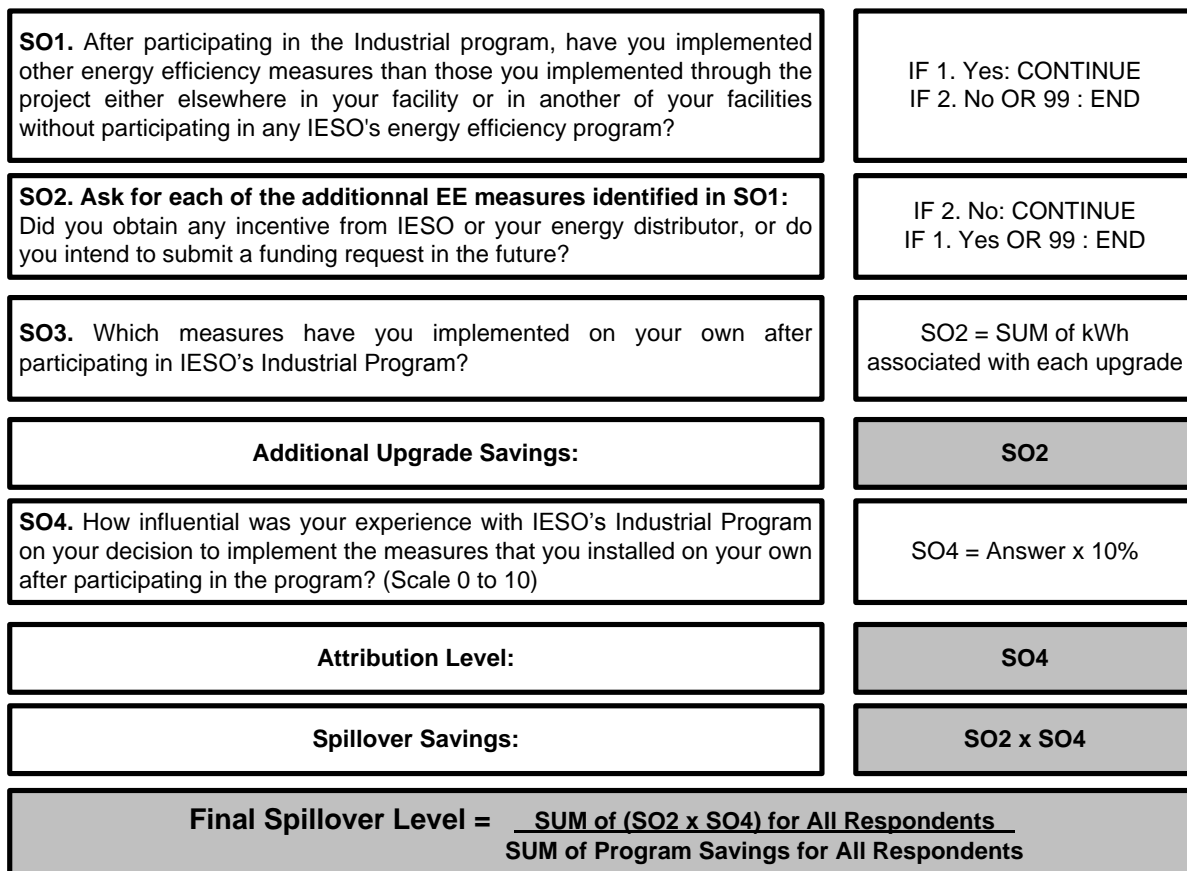 SO1. After participating in the Industrial program, have you implemented
other energy efficiency measures than those you implemented through the
project either elsewhere in your facility or in another of your facilities
without participating in any IESO's energy efficiency program?
IF 1. Yes: CONTINUE
IF 2. No OR 99 : END
SO2. Ask for each of the additionnal EE measures identified in SO1:
Did you obtain any incentive from IESO or your energy distributor, or do
you intend to submit a funding request in the future?
IF 2. No: CONTINUE
IF 1. Yes OR 99 : END
SO3. Which measures have you implemented on your own after
participating in IESO’s Industrial Program?
SO2 = SUM of kWh
associated with each upgrade
Additional Upgrade Savings:
SO2
SO4. How influential was your experience with IESO’s Industrial Program
on your decision to implement the measures that you installed on your own
after participating in the program? (Scale 0 to 10)
SO4 = Answer x 10%
Attribution Level:
SO4
Spillover Savings:
SO2 x SO4
Final Spillover Level = SUM of (SO2 x SO4) for All Respondents
SUM of Program Savings for All Respondents